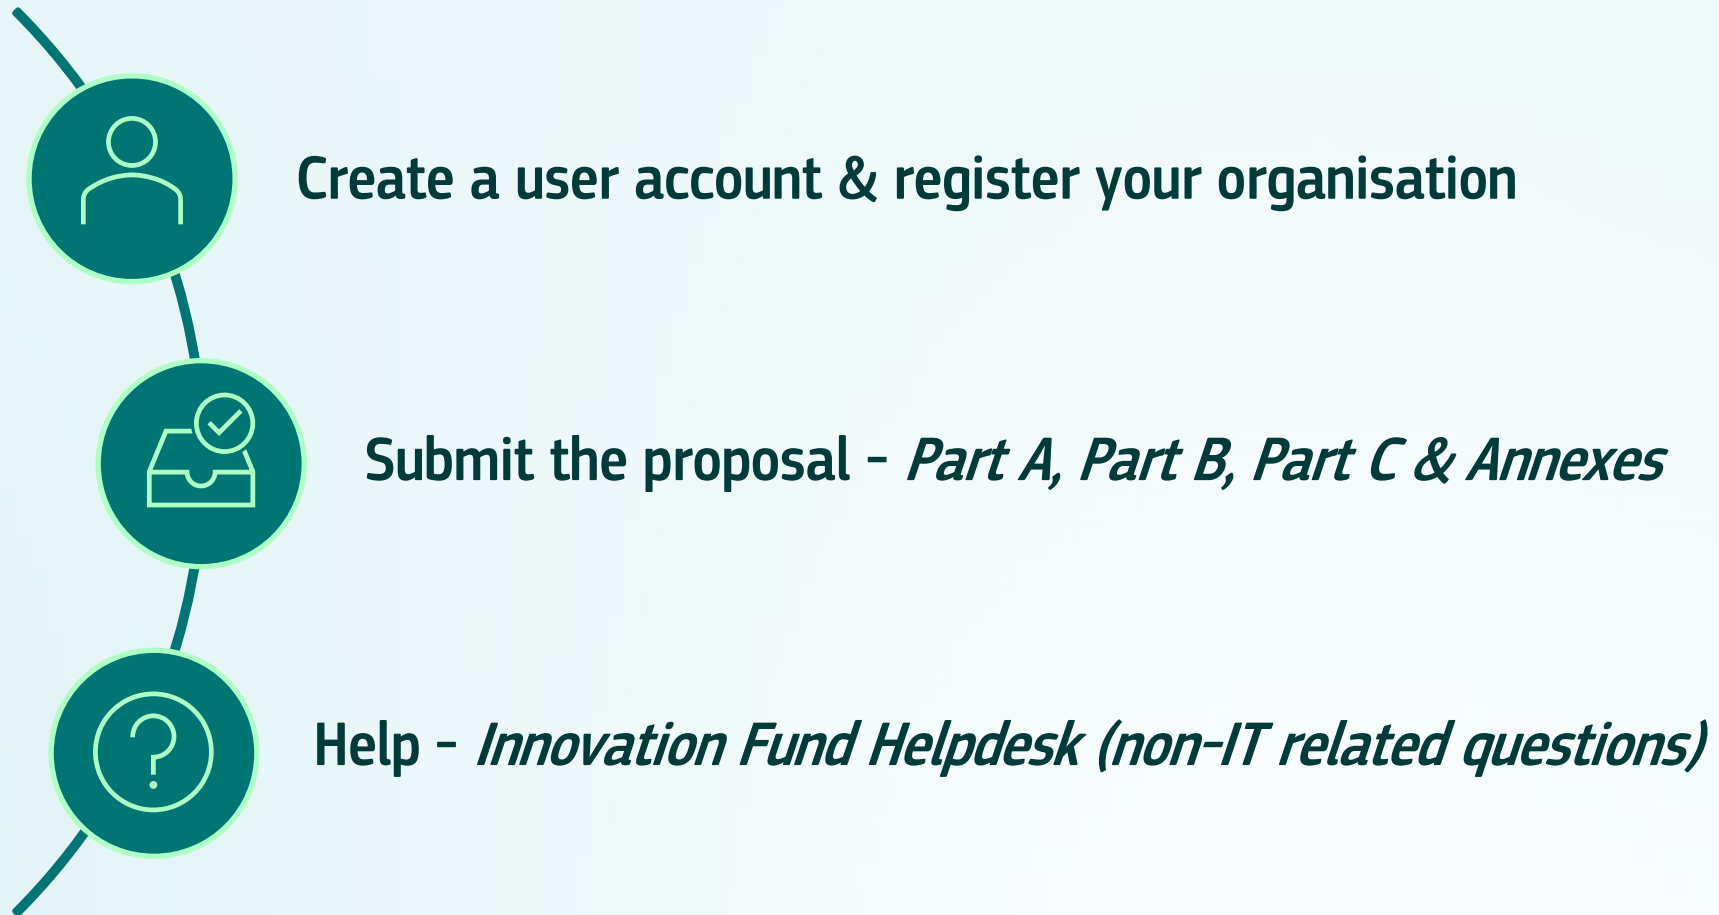 Create a user account & register your organisation
Submit the proposal - Part A, Part B, Part C & Annexes
Help - Innovation Fund Helpdesk (non-IT related questions)